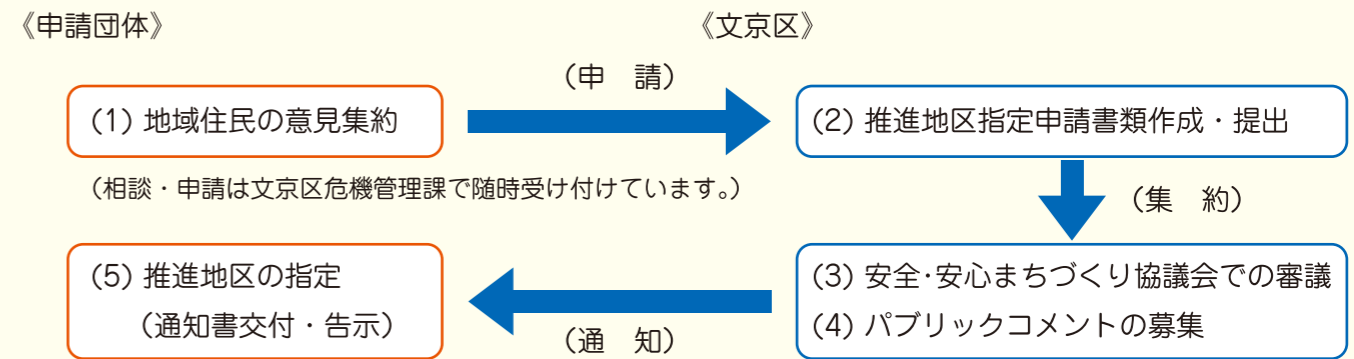 《申請団体》
《文京区》
（申　請）
(1) 地域住民の意見集約
(2) 推進地区指定申請書類作成・提出
（相談・申請は文京区危機管理課で随時受け付けています。）
（集　約）
(3) 安全・安心まちづくり協議会での審議
(4) パブリックコメントの募集
（通　知）
(5) 推進地区の指定
（通知書交付・告示）